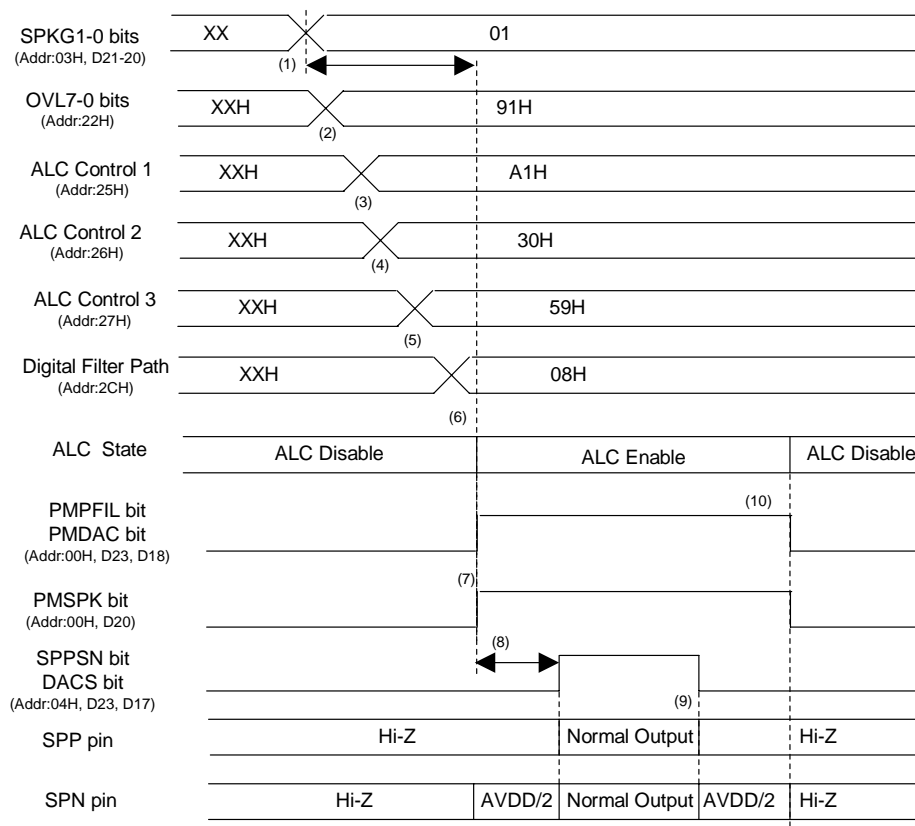 SPKG1-0 bits XX 01
(Addr:03H, D21-20)
(1)
OVL7-0 bits XXH 91H
(Addr:22H)
(2)
ALC Control 1 XXH A1H
(Addr:25H)
(3)
ALC Control 2 XXH 30H
(Addr:26H)
(4)
ALC Control 3 XXH 59H
(Addr:27H)
(5)
Digital Filter Path XXH 08H
(Addr:2CH)
(6)
ALC State ALC Disable ALC Enable ALC Disable
PMPFIL bit (10)
PMDAC bit
(Addr:00H, D23, D18)
(7)
PMSPK bit
(Addr:00H, D20)
(8)
SPPSN bit
DACS bit
(Addr:04H, D23, D17) (9)
SPP pin Hi-Z Normal Output Hi-Z
SPN pin Hi-Z AVDD/2 Normal Output AVDD/2 Hi-Z